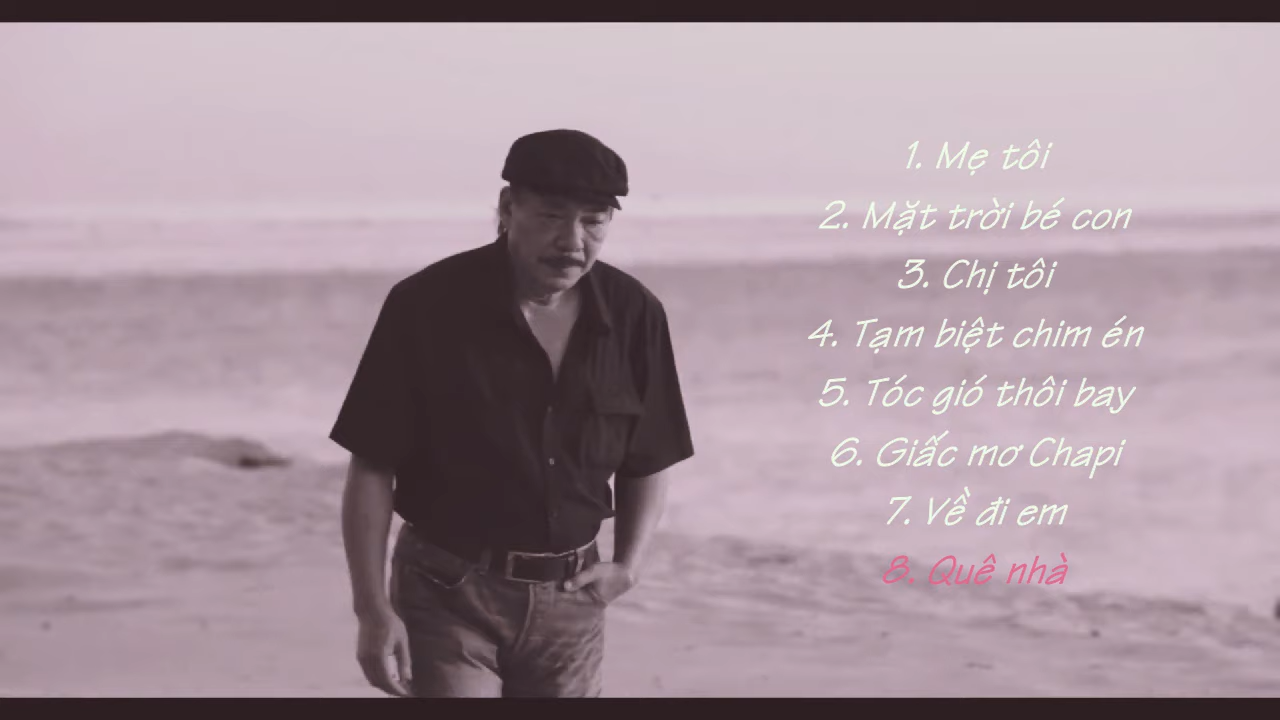 1. Mẹ tôi
2. Mặt trời bé con
3. Chị tôi
4. Tạm biệt chim én
5. Tóc gió thôi bay
6. Giấc mơ Chapi
7. Về đi em
8. Quê nhà